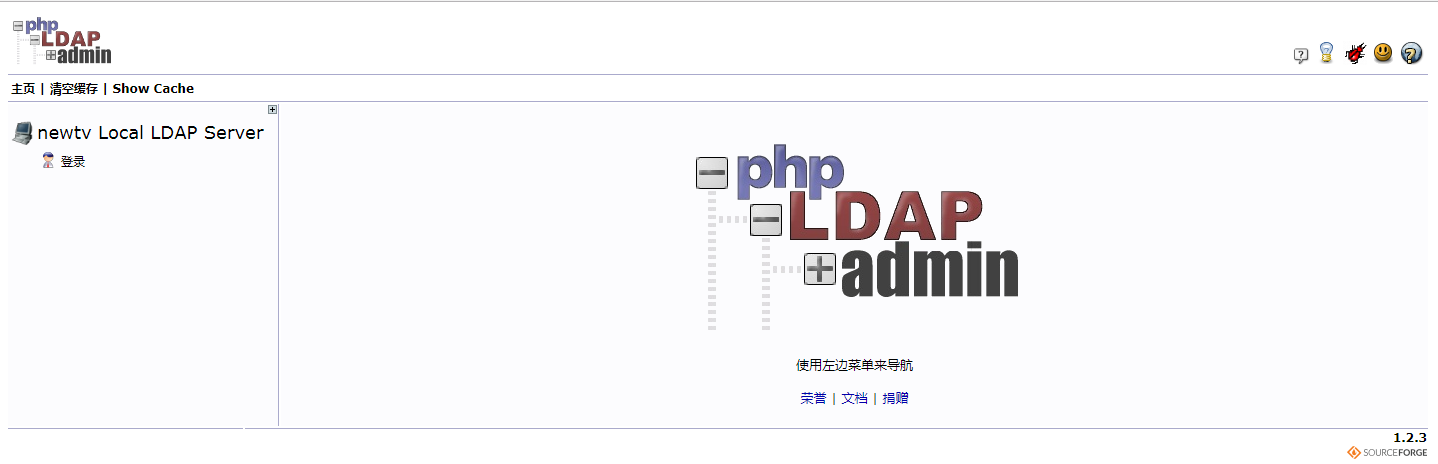 php
LDAP
admin
主页 | 清空缓存 | Show Cache
newtv Local LDAP Server
登录
php
LDAP
admin
使用左边菜单来导航
荣誉 | 文档 | 捐赠
1.2.3
SOURCEFORGE